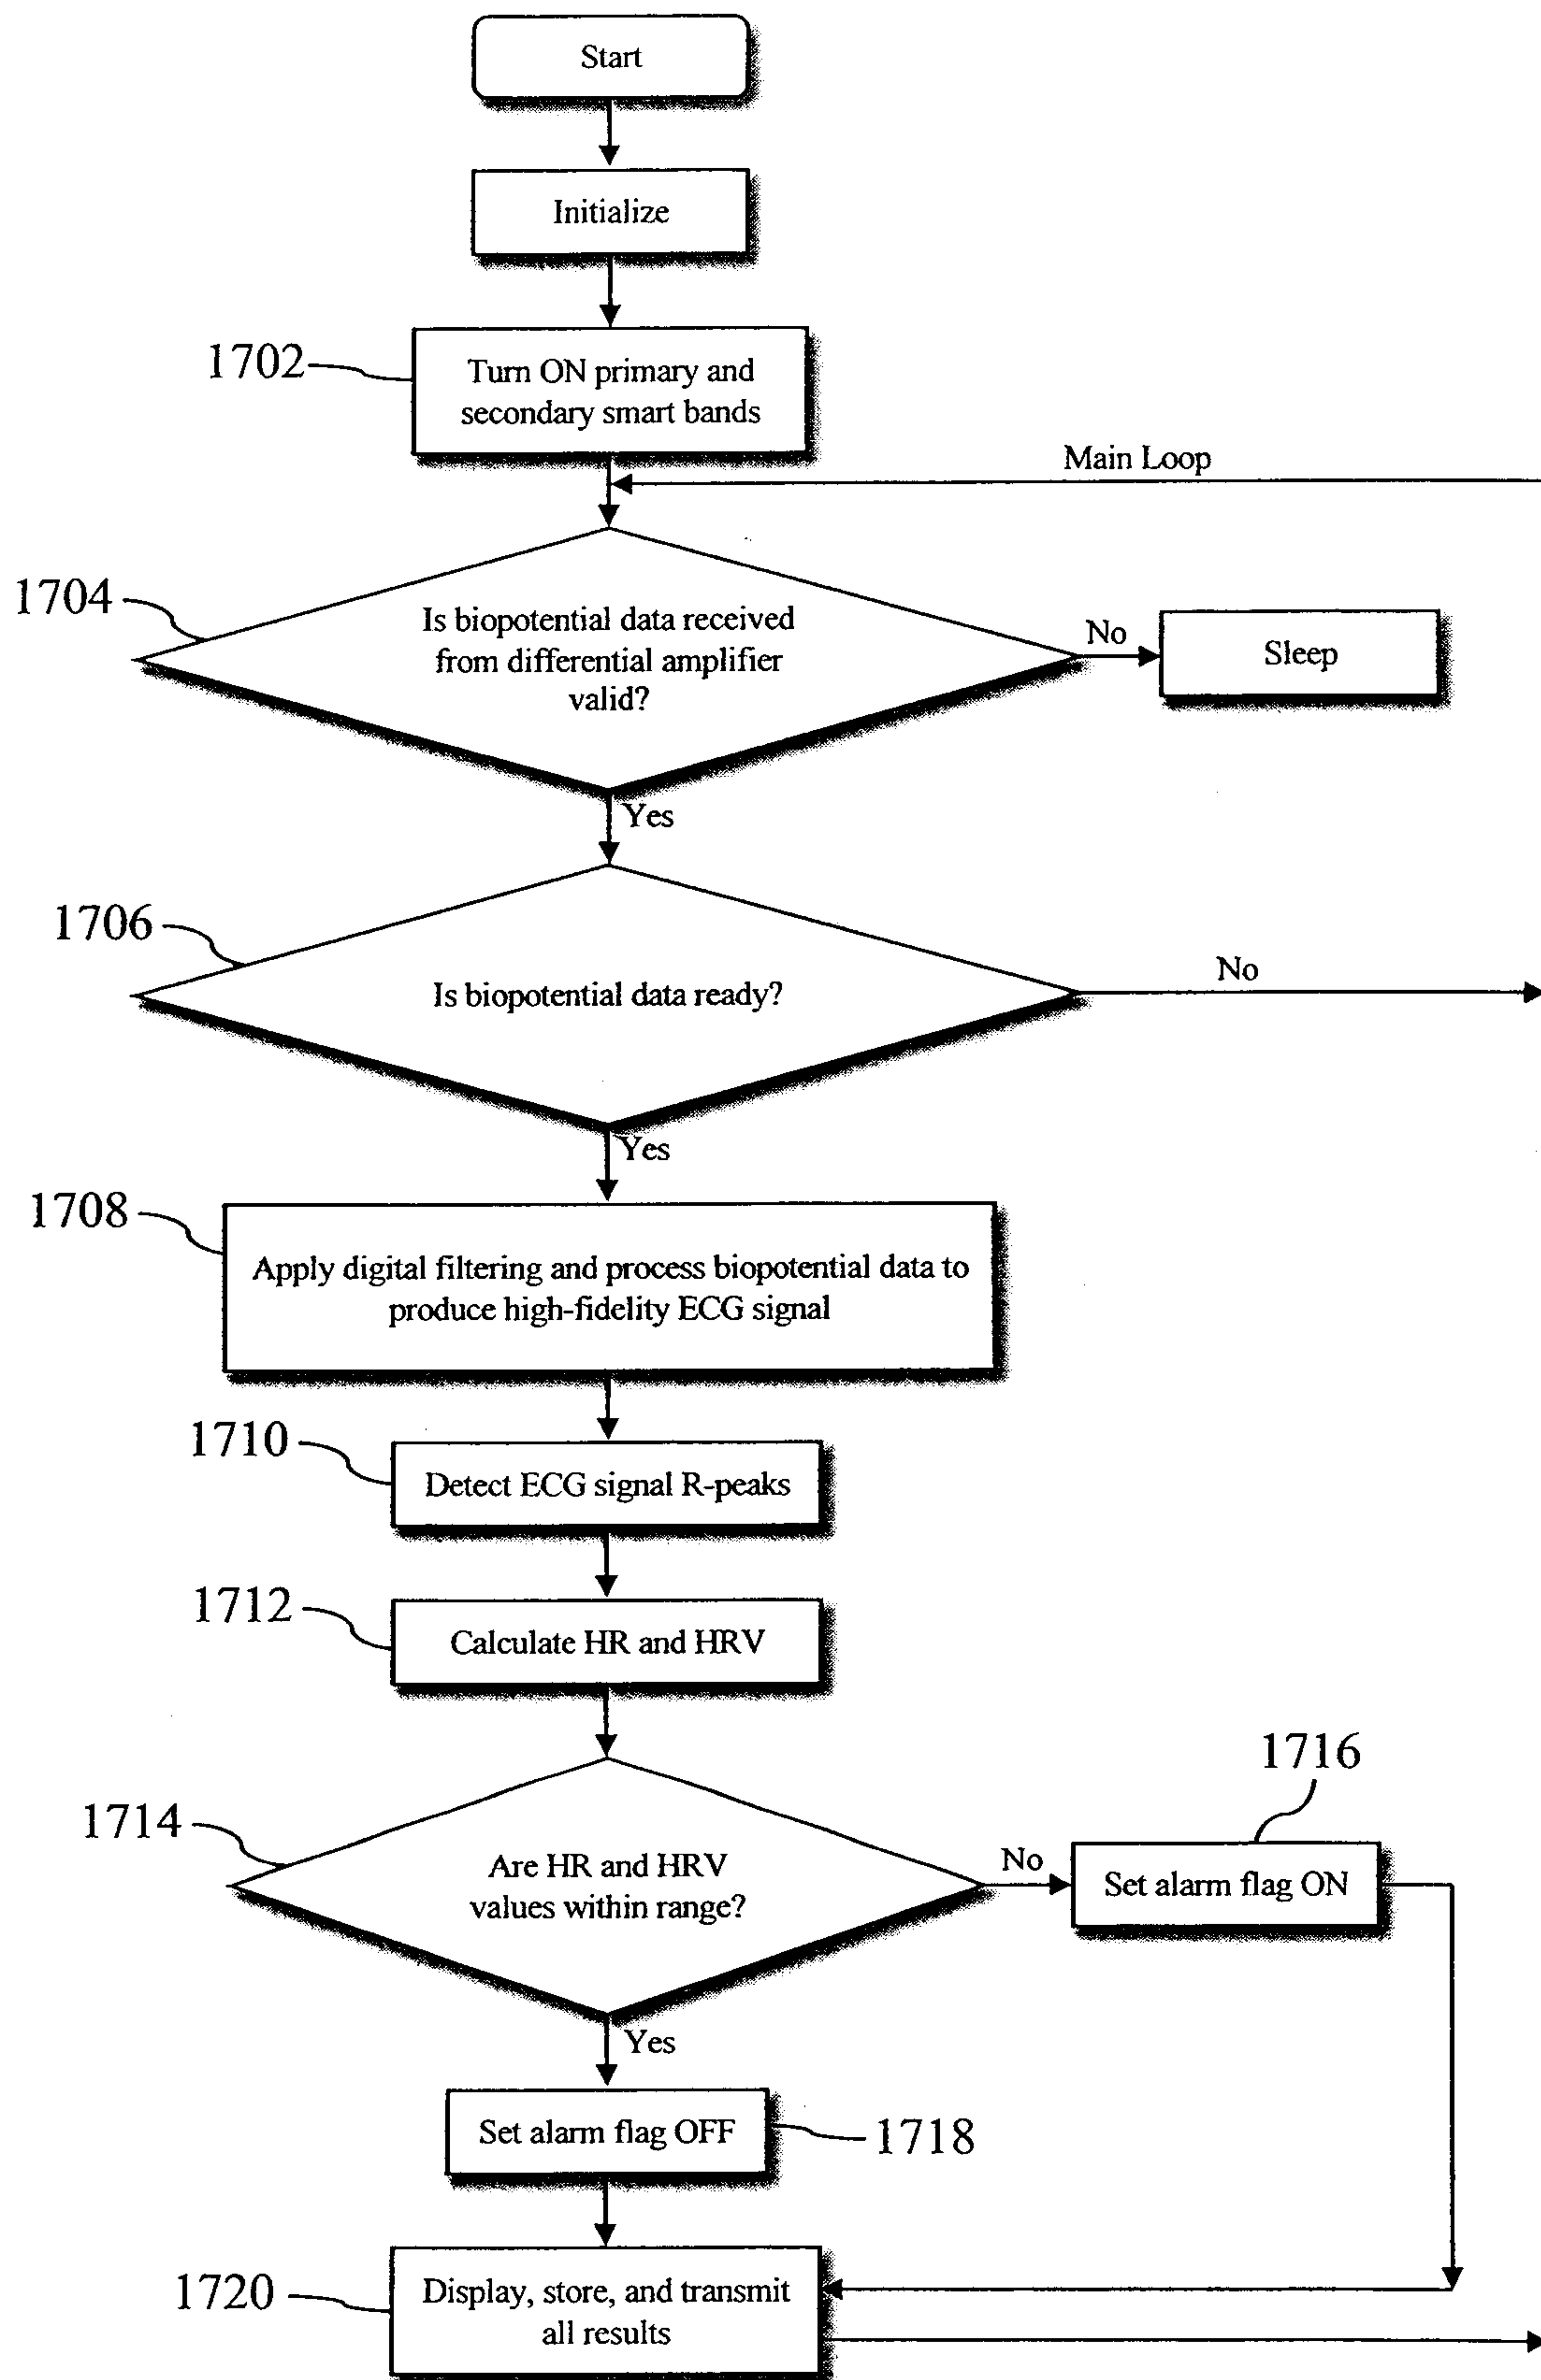 Start
Initialize
1702
Turn ON primary and
secondary smart bands
Main Loop
1704
Is biopotential data received
from differential amplifier
valid?
No
Sleep
Yes
1706
Is biopotential data ready?
No
Yes
1708
Apply digital filtering and process biopotential data to
produce high-fidelity ECG signal
1710
Detect ECG signal R-peaks
1712
Calculate HR and HRV
1714
Are HR and HRV
values within range?
No
1716
Set alarm flag ON
Yes
Set alarm flag OFF
1718
1720
Display, store, and transmit
all results